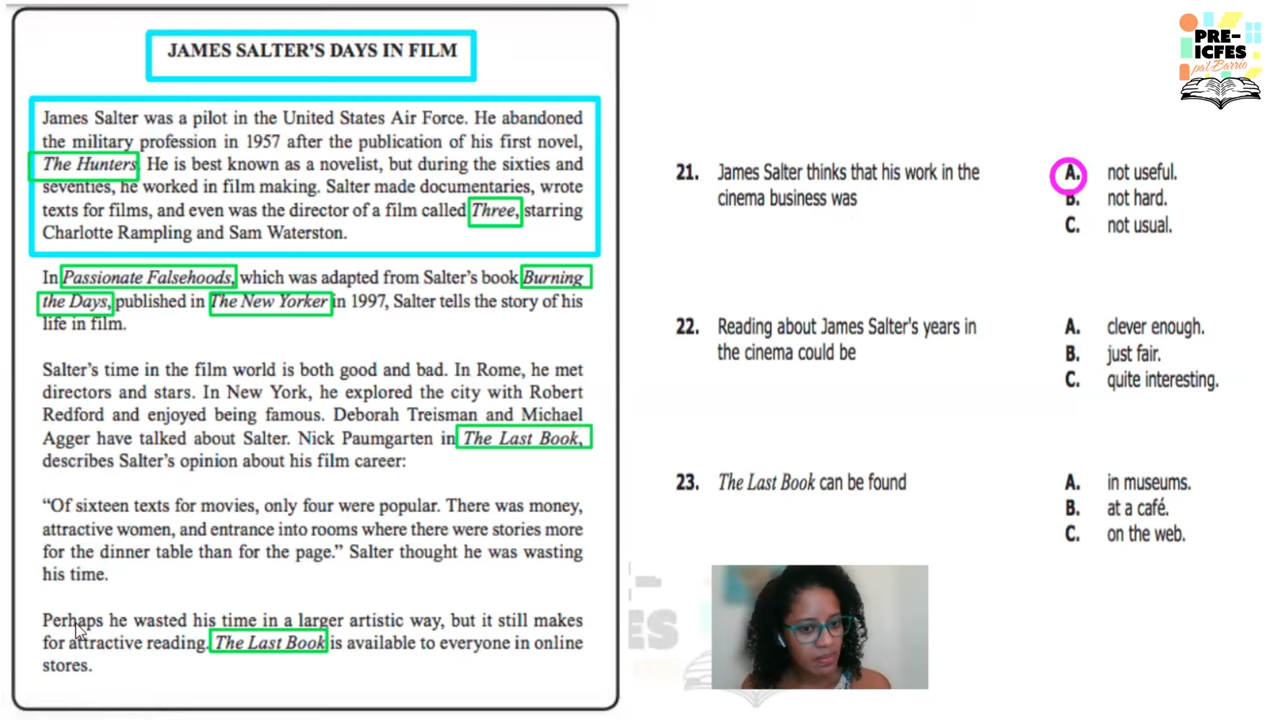 JAMES SALTER'S DAYS IN FILM
James Salter was a pilot in the United States Air Force. He abandoned
the military profession in 1957 after the publication of his first novel,
The Hunters. He is best known as a novelist, but during the sixties and
seventies, he worked in film making. Salter made documentaries, wrote
texts for films, and even was the director of a film called Three, starring
Charlotte Rampling and Sam Waterston.
In Passionate Falsehoods, which was adapted from Salter's book Burning
the Days, published in The New Yorker in 1997, Salter tells the story of his
life in film.
Salter's time in the film world is both good and bad. In Rome, he met
directors and stars. In New York, he explored the city with Robert
Redford and enjoyed being famous. Deborah Treisman and Michael
Agger have talked about Salter. Nick Paumgarten in The Last Book,
describes Salter's opinion about his film career:
"Of sixteen texts for movies, only four were popular. There was money,
attractive women, and entrance into rooms where there were stories more
for the dinner table than for the page." Salter thought he was wasting
his time.
Perhaps he wasted his time in a larger artistic way, but it still makes
for attractive reading. The Last Book is available to everyone in online
stores.
PRE-
ICFES
pal Barrio
21. James Salter thinks that his work in the
cinema business was
A. not useful.
B. not hard.
C. not usual.
22. Reading about James Salter's years in
the cinema could be
A. clever enough.
B. just fair.
C. quite interesting.
23. The Last Book can be found
A. in museums.
B. at a café.
C. on the web.
ES